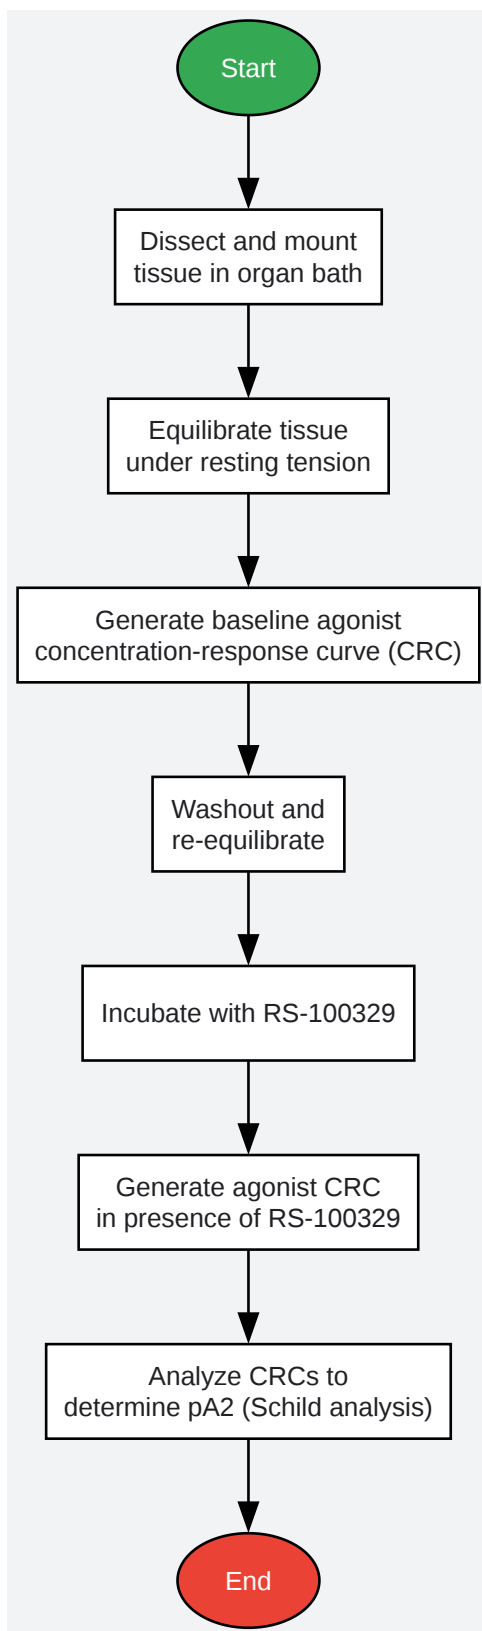 Start
Dissect and mount
tissue in organ bath
Equilibrate tissue
under resting tension
Generate baseline agonist
concentration-response curve (CRC)
Washout and
re-equilibrate
Incubate with RS-100329
Generate agonist CRC
in presence of RS-100329
Analyze CRCs to
determine pA2 (Schild analysis)
End